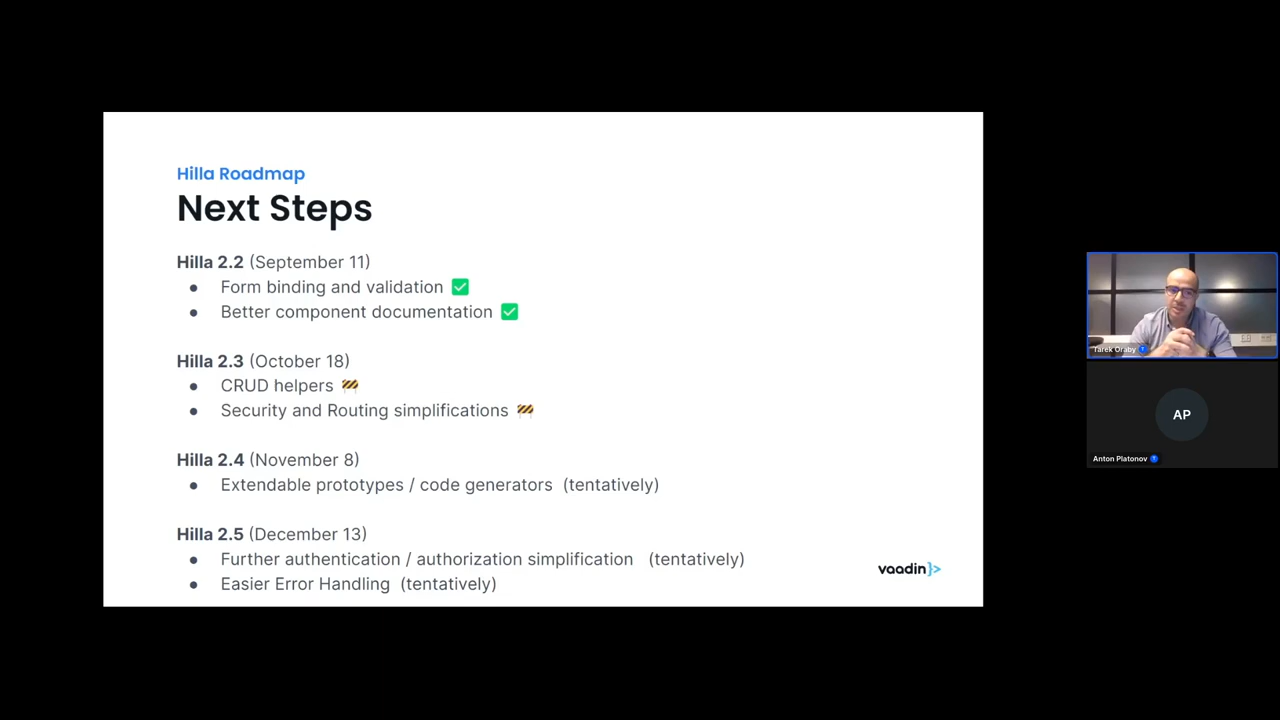 Hilla Roadmap
Next Steps
Hilla 2.2 (September 11)
● Form binding and validation ✅
● Better component documentation ✅
Hilla 2.3 (October 18)
● CRUD helpers 🚧
● Security and Routing simplifications 🚧
Hilla 2.4 (November 8)
● Extendable prototypes / code generators (tentatively)
Hilla 2.5 (December 13)
● Further authentication / authorization simplification (tentatively)
● Easier Error Handling (tentatively)
vaadin}>
Tarek Oraby
AP
Anton Platonov